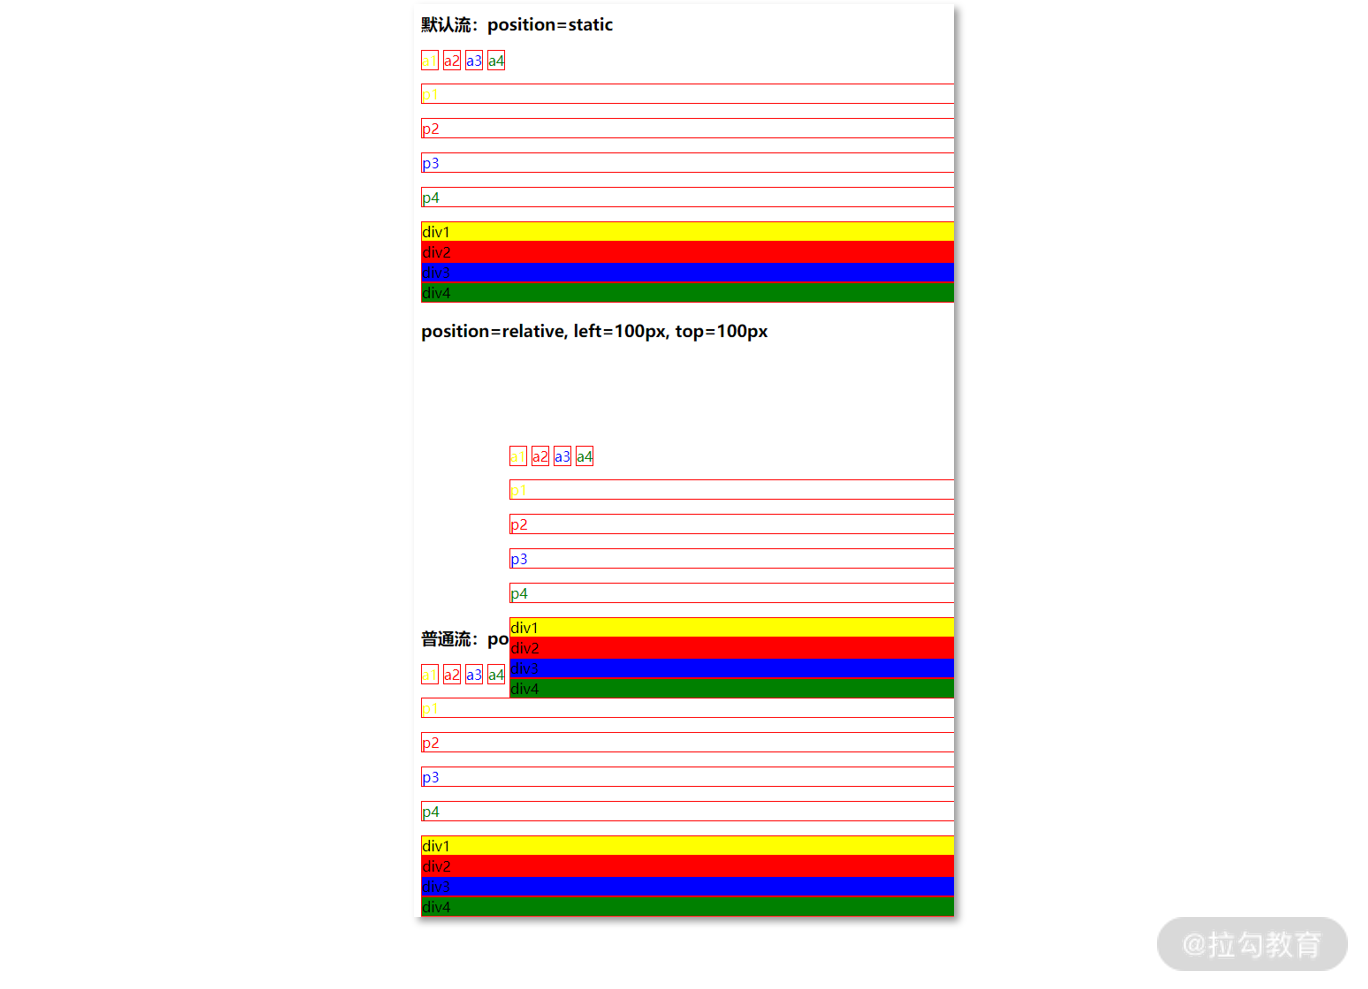 默认流：position=static
a1 a2 a3 a4
p1
p2
p3
p4
div1
div2
div3
div4
position=relative, left=100px, top=100px
a1 a2 a3 a4
p1
p2
p3
p4
div1
div2
div3
div4
普通流：po
a1 a2 a3 a4
p1
p2
p3
p4
div1
div2
div3
div4
@拉勾教育